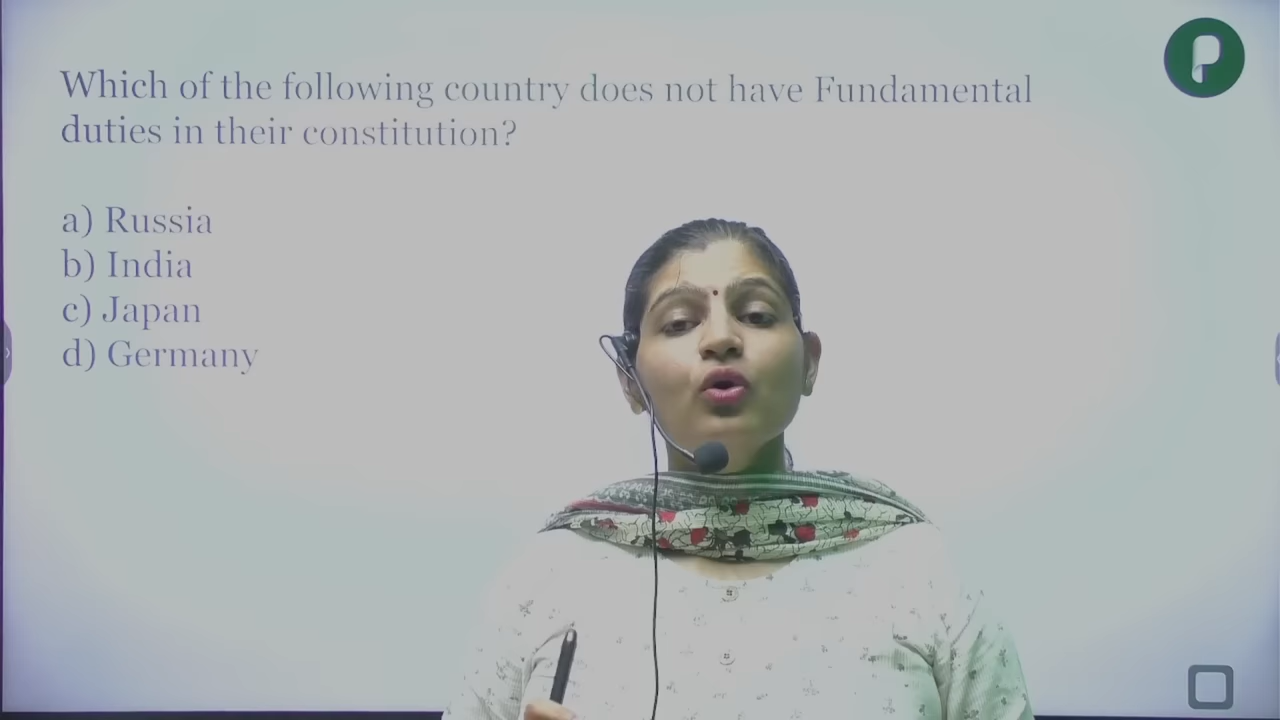 Which of the following country does not have Fundamental
duties in their constitution?
a) Russia
b) India
c) Japan
d) Germany